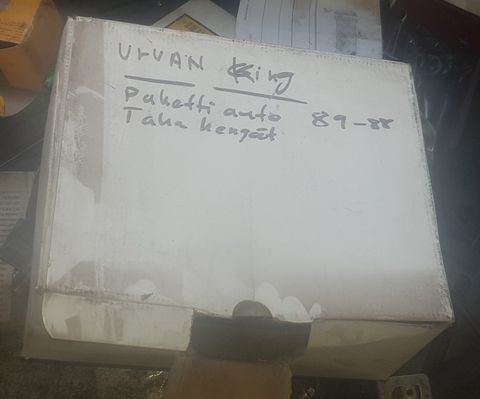 URVAN King
Paketti auto 89-88
Taka kengät